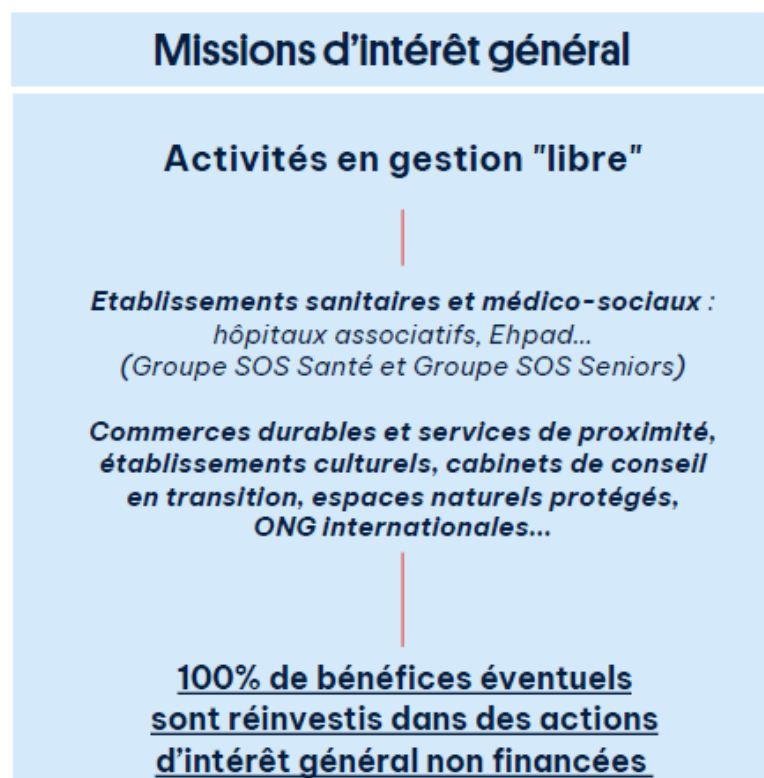 Missions d'intérêt général
Activités en gestion "libre"
Etablissements sanitaires et médico-sociaux :
hôpitaux associatifs, Ehpad...
(Groupe SOS Santé et Groupe SOS Seniors)
Commerces durables et services de proximité,
établissements culturels, cabinets de conseil
en transition, espaces naturels protégés,
ONG internationales...
100% de bénéfices éventuels
sont réinvestis dans des actions
d'intérêt général non financées